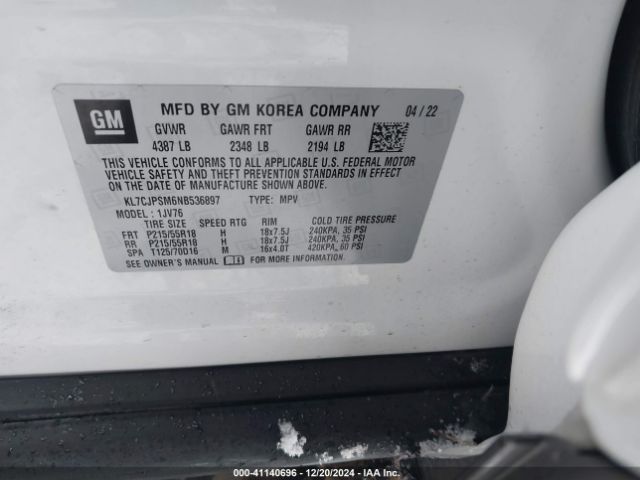 GM
MFD BY GM KOREA COMPANY 04 / 22
GVWR GAWR FRT GAWR RR
4387 LB 2348 LB 2194 LB
THIS VEHICLE CONFORMS TO ALL APPLICABLE U.S. FEDERAL MOTOR
VEHICLE SAFETY AND THEFT PREVENTION STANDARDS IN EFFECT
ON THE DATE OF MANUFACTURE SHOWN ABOVE.
KL7CJPSM6NB536897 TYPE: MPV
MODEL : 1JV76
TIRE SIZE SPEED RTG RIM COLD TIRE PRESSURE
FRT P215/55R18 H 18x7.5J 240KPA, 35 PSI
RR P215/55R18 H 18x7.5J 240KPA, 35 PSI
SPA T125/70D16 M 16x4.0T 420KPA, 60 PSI
SEE OWNER'S MANUAL FOR MORE INFORMATION.
000-41140696 - 12/20/2024 - IAA Inc.